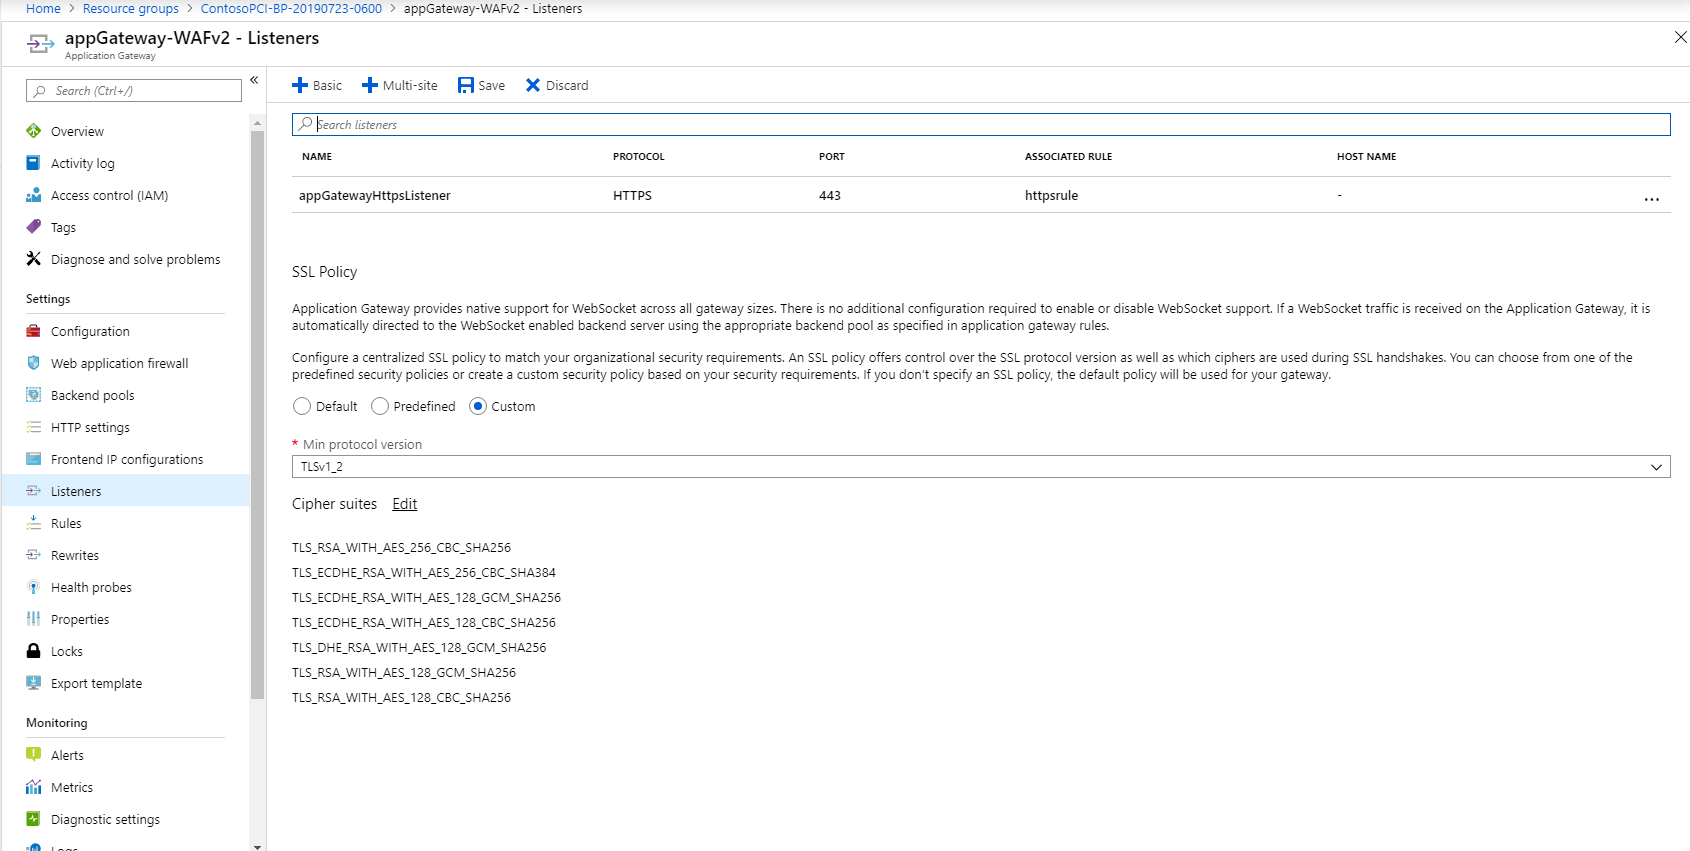 Home > Resource groups > ContosoPCI-BP-20190723-0600 > appGateway-WAFv2 - Listeners
appGateway-WAFv2 - Listeners
Application Gateway
Search (Ctrl+/)
Overview
Activity log
Access control (IAM)
Tags
Diagnose and solve problems
Settings
Configuration
Web application firewall
Backend pools
HTTP settings
Frontend IP configurations
Listeners
Rules
Rewrites
Health probes
Properties
Locks
Export template
Monitoring
Alerts
Metrics
Diagnostic settings
Logs
Basic Multi-site Save Discard
Search listeners
NAME PROTOCOL PORT ASSOCIATED RULE HOST NAME
appGatewayHttpsListener HTTPS 443 httpsrule - ...
SSL Policy
Application Gateway provides native support for WebSocket across all gateway sizes. There is no additional configuration required to enable or disable WebSocket support. If a WebSocket traffic is received on the Application Gateway, it is
automatically directed to the WebSocket enabled backend server using the appropriate backend pool as specified in application gateway rules.
Configure a centralized SSL policy to match your organizational security requirements. An SSL policy offers control over the SSL protocol version as well as which ciphers are used during SSL handshakes. You can choose from one of the
predefined security policies or create a custom security policy based on your security requirements. If you don't specify an SSL policy, the default policy will be used for your gateway.
Default Predefined Custom
* Min protocol version
TLSv1_2
Cipher suites Edit
TLS_RSA_WITH_AES_256_CBC_SHA256
TLS_ECDHE_RSA_WITH_AES_256_CBC_SHA384
TLS_ECDHE_RSA_WITH_AES_128_GCM_SHA256
TLS_ECDHE_RSA_WITH_AES_128_CBC_SHA256
TLS_DHE_RSA_WITH_AES_128_GCM_SHA256
TLS_RSA_WITH_AES_128_GCM_SHA256
TLS_RSA_WITH_AES_128_CBC_SHA256